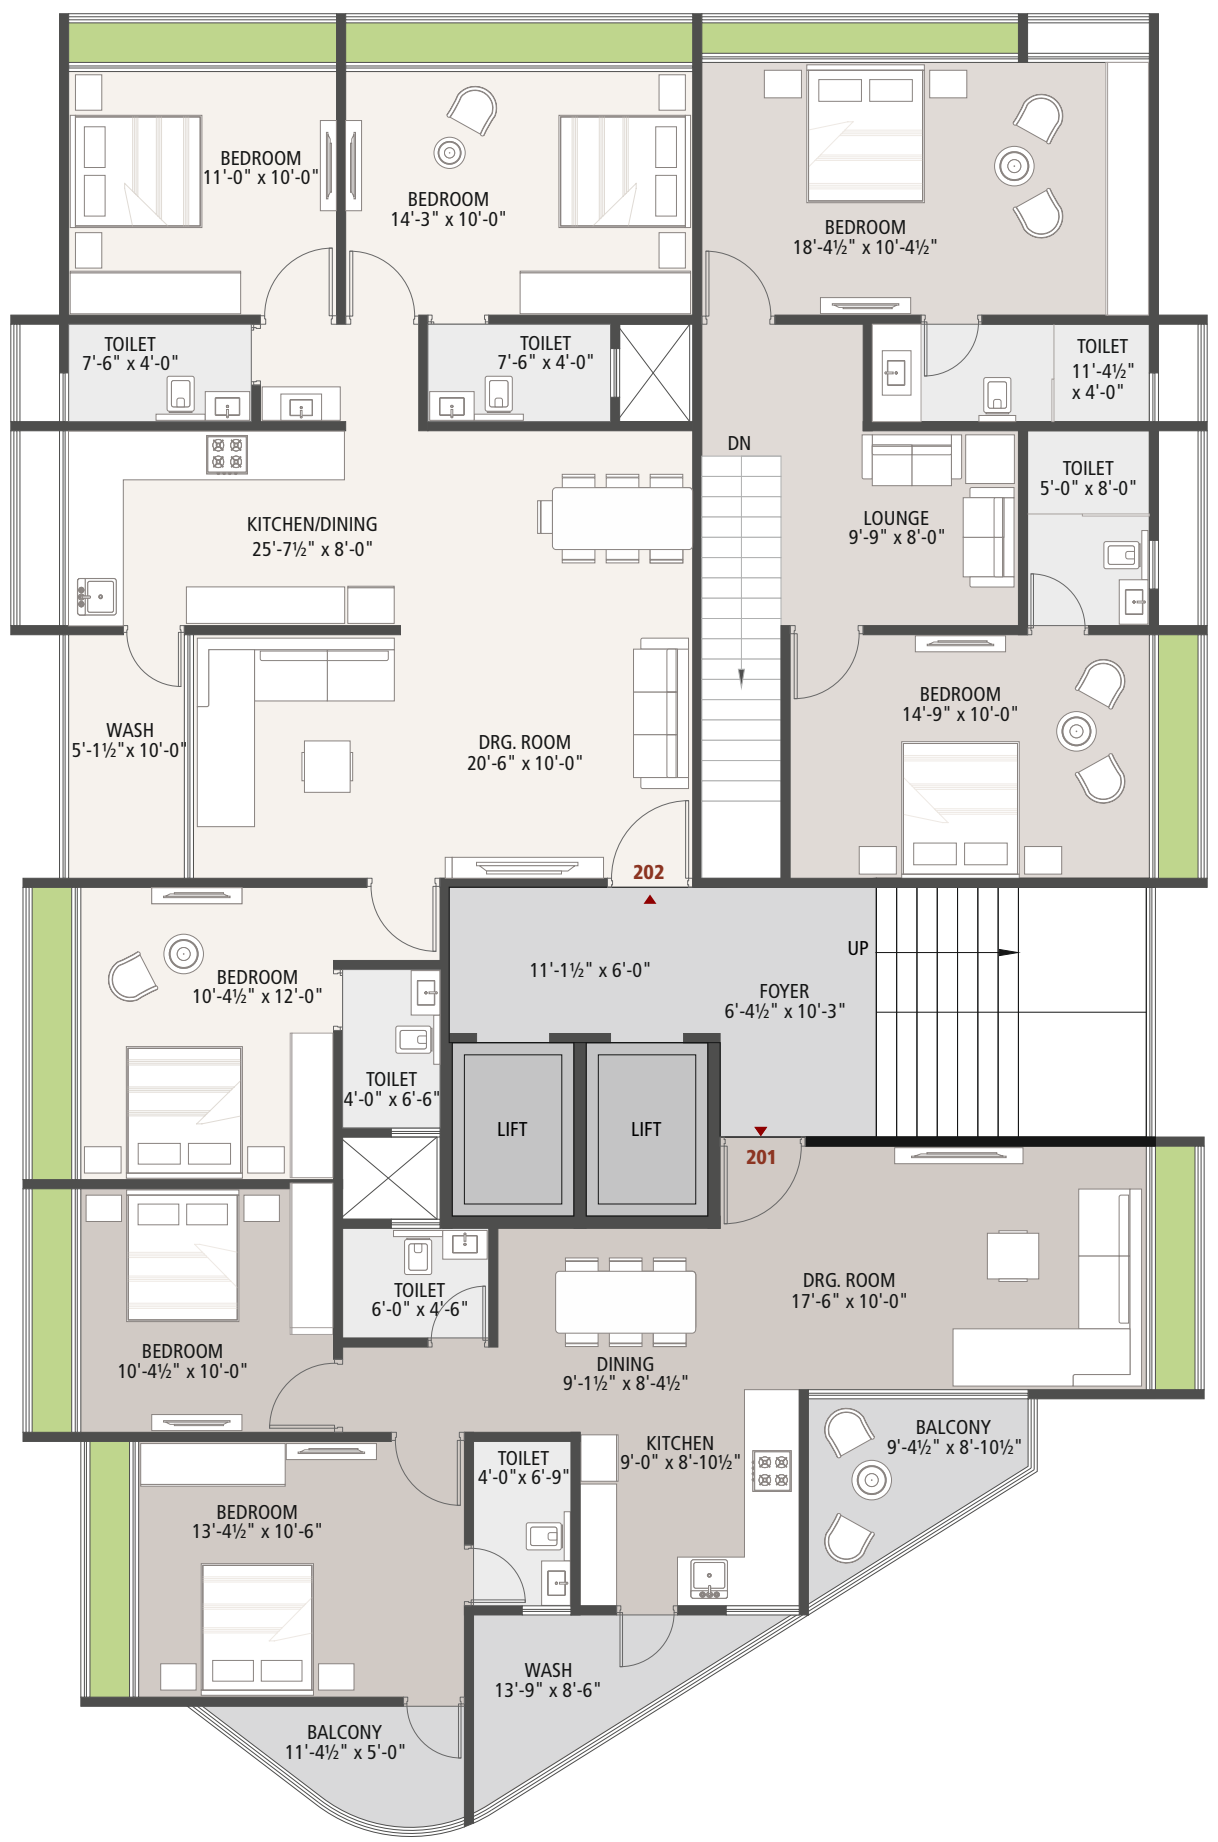 BEDROOM
11'-0" x 10'-0"
BEDROOM
14'-3" x 10'-0"
BEDROOM
18'-4½" x 10'-4½"
TOILET
7'-6" x 4'-0"
TOILET
7'-6" x 4'-0"
TOILET
11'-4½"
x 4'-0"
DN
TOILET
5'-0" x 8'-0"
KITCHEN/DINING
25'-7½" x 8'-0"
LOUNGE
9'-9" x 8'-0"
WASH
5'-1½"x 10'-0"
DRG. ROOM
20'-6" x 10'-0"
BEDROOM
14'-9" x 10'-0"
202
BEDROOM
10'-4½" x 12'-0"
11'-1½" x 6'-0"
FOYER
6'-4½" x 10'-3"
UP
TOILET
4'-0" x 6'-6"
LIFT
LIFT
201
TOILET
6'-0" x 4'-6"
DRG. ROOM
17'-6" x 10'-0"
BEDROOM
10'-4½" x 10'-0"
DINING
9'-1½" x 8'-4½"
KITCHEN
9'-0" x 8'-10½"
BALCONY
9'-4½" x 8'-10½"
TOILET
4'-0"x 6'-9"
BEDROOM
13'-4½" x 10'-6"
WASH
13'-9" x 8'-6"
BALCONY
11'-4½" x 5'-0"